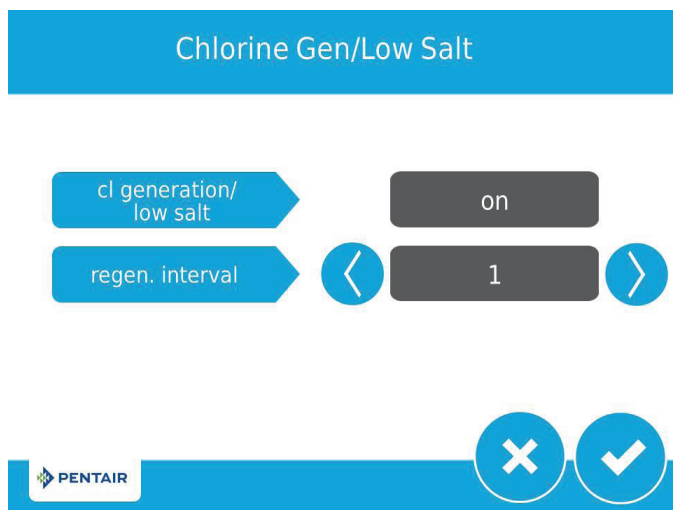 Chlorine Gen/Low Salt
cl generation/
low salt
on
regen. interval
1
PENTAIR